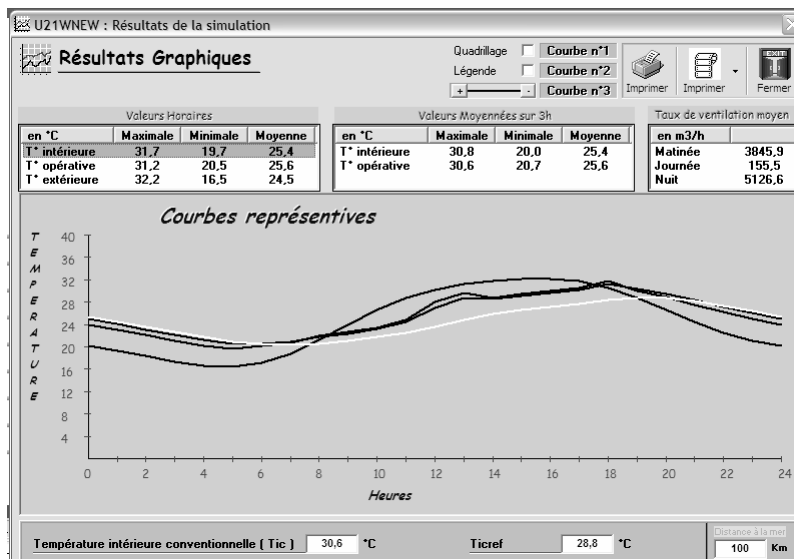 U21WNEW : Résultats de la simulation
Résultats Graphiques
Quadrillage Courbe n°1
Légende Courbe n°2
+ - Courbe n°3
Imprimer Imprimer EXIT Fermer
Valeurs Horaires
en °C Maximale Minimale Moyenne
T° intérieure 31,7 19,7 25,4
T° opérative 31,2 20,5 25,6
T° extérieure 32,2 16,5 24,5
Valeurs Moyennées sur 3h
en °C Maximale Minimale Moyenne
T° intérieure 30,8 20,0 25,4
T° opérative 30,6 20,7 25,6
Taux de ventilation moyen
en m3/h
Matinée 3845,9
Journée 155,5
Nuit 5126,6
Courbes représentives
TEMPERATURE
40
36
32
28
24
20
16
12
8
4
0 2 4 6 8 10 12 14 16 18 20 22 24
Heures
Température intérieure conventionnelle ( Tic ) 30,6 °C Ticref 28,8 °C
Distance à la mer
100 Km